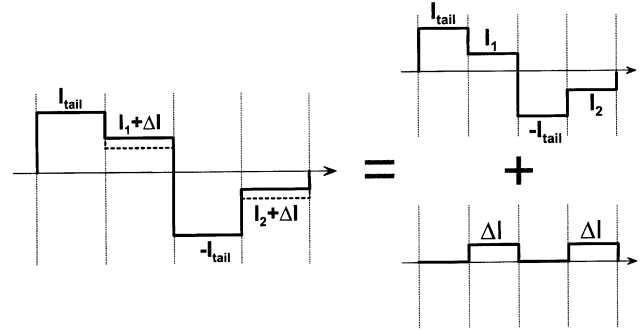 I_tail
I_1+ΔI
-I_tail
I_2+ΔI
=
I_tail
I_1
-I_tail
I_2
+
ΔI
ΔI